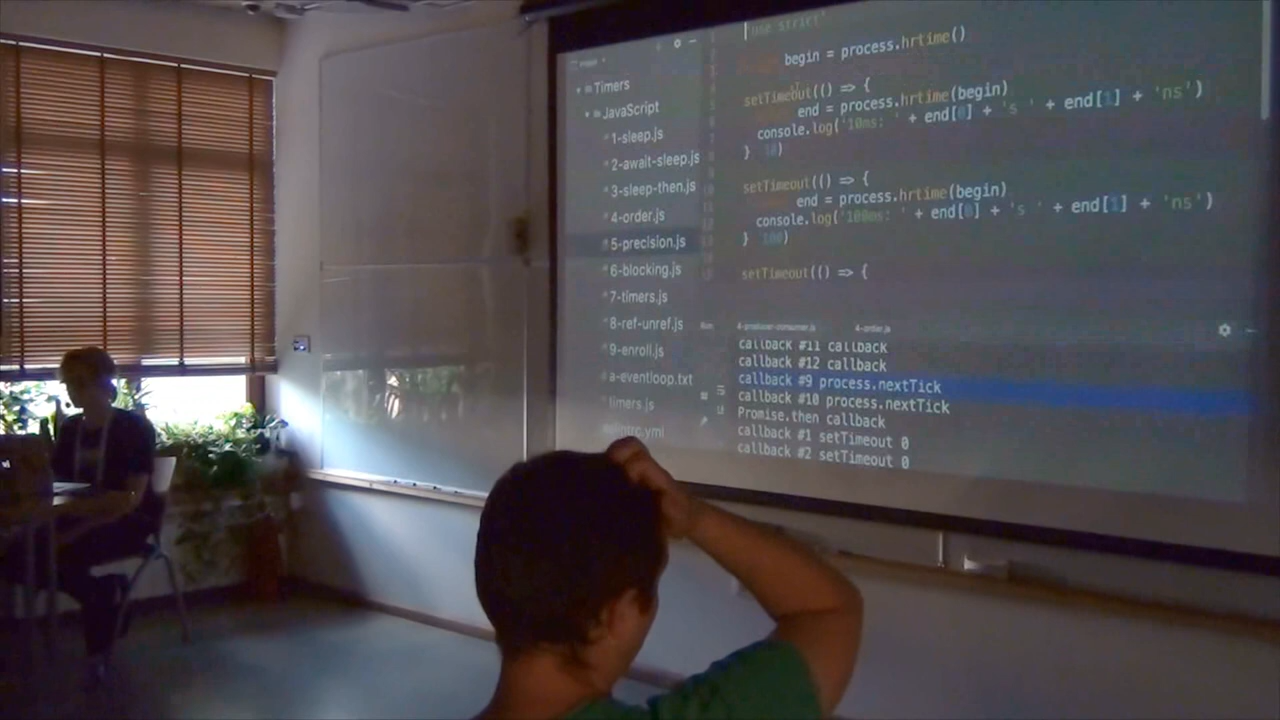 Timers
JavaScript
1-sleep.js
2-await-sleep.js
3-sleep-then.js
4-order.js
5-precision.js
6-blocking.js
7-timers.js
8-ref-unref.js
9-enroll.js
a-eventloop.txt
timers.js
eslintrc.yml
'use strict'
begin = process.hrtime()
setTimeout(() => {
end = process.hrtime(begin)
console.log('10ms: ' + end[0] + 's ' + end[1] + 'ns')
} 10)
setTimeout(() => {
end = process.hrtime(begin)
console.log('100ms: ' + end[0] + 's ' + end[1] + 'ns')
} 100)
setTimeout(() => {
Run
4-order.js
callback #11 callback
callback #12 callback
callback #9 process.nextTick
callback #10 process.nextTick
Promise.then callback
callback #1 setTimeout 0
callback #2 setTimeout 0